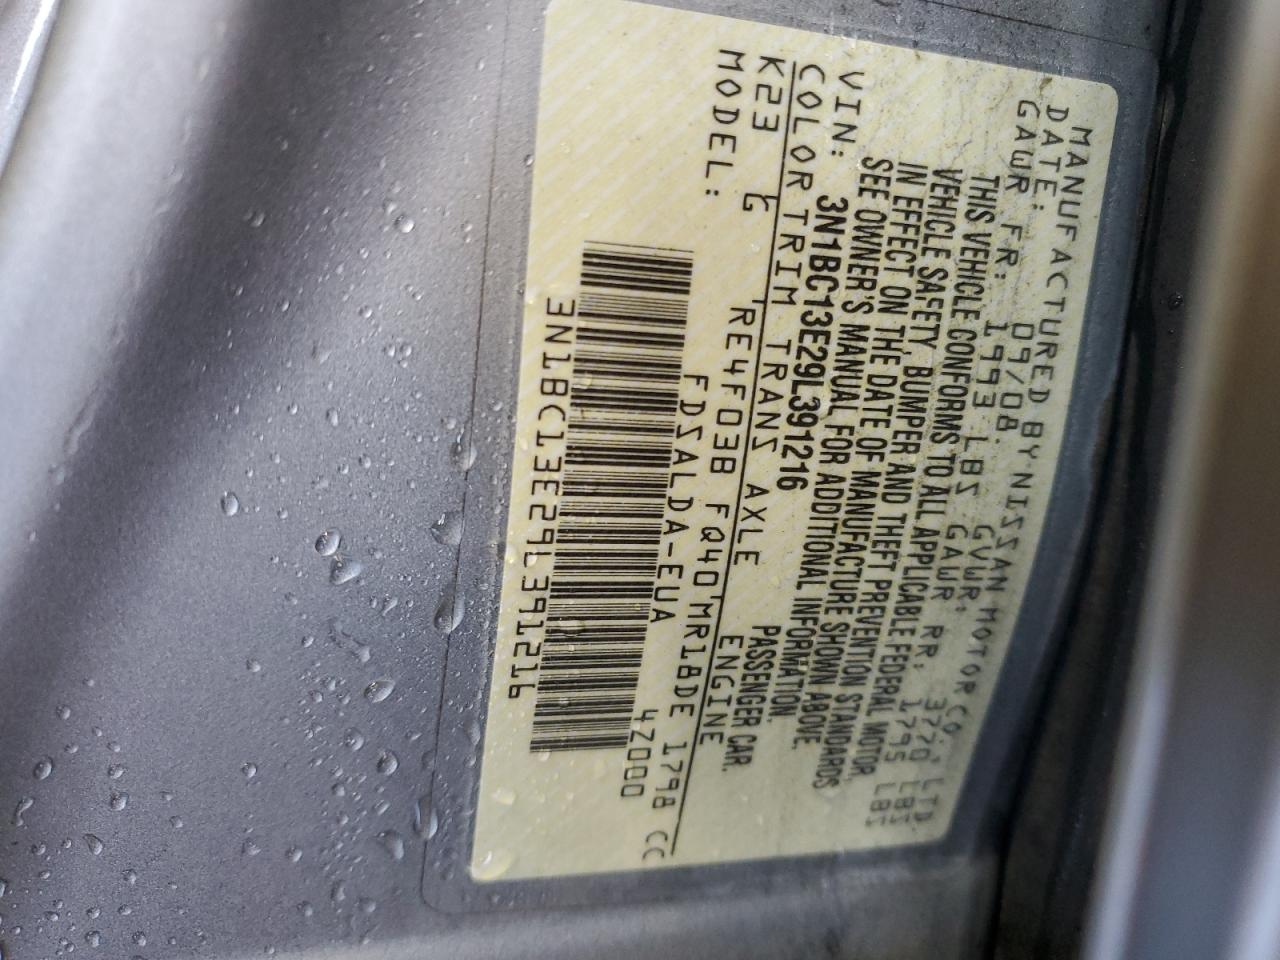 MANUFACTURED BY NISSAN MOTOR CO., LTD
DATE: 09/08 GVWR: 3770 LBS
GAWR FR: 1993 LBS GAWR RR: 1795 LBS
THIS VEHICLE CONFORMS TO ALL APPLICABLE FEDERAL MOTOR
VEHICLE SAFETY, BUMPER AND THEFT PREVENTION STANDARDS
IN EFFECT ON THE DATE OF MANUFACTURE SHOWN ABOVE.
SEE OWNER'S MANUAL FOR ADDITIONAL INFORMATION.
VIN: 3N1BC13E29L391216 PASSENGER CAR.
COLOR TRIM TRANS AXLE ENGINE
K23 G RE4F03B FQ40 MR18DE 1798 CC
MODEL: FDSALDA-EUA 4Z000
3N1BC13E29L391216